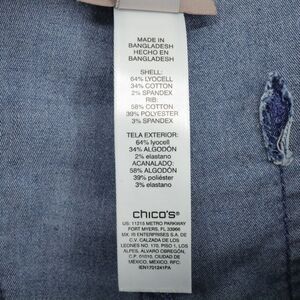 MADE IN
BANGLADESH
HECHO EN
BANGLADESH
SHELL:
64% LYOCELL
34% COTTON
2% SPANDEX
RIB:
58% COTTON
39% POLYESTER
3% SPANDEX
TELA EXTERIOR:
64% lyocell
34% ALGODÓN
2% elastano
ACANALADO:
58% ALGODÓN
39% poliéster
3% elastano
chico's®
US: 11215 METRO PARKWAY
FORT MYERS, FL 33966
MX: IB ENTERPRISES S.A. DE
C.V. CALZADA DE LOS
LEONES NO. 170, PISO 1, LOS
ALPES, ALVARO OBREGON,
C.P. 01010, CIUDAD DE
MEXICO, MEXICO, RFC:
IEN1701241PA